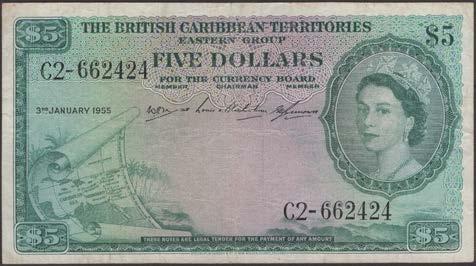 $5 THE BRITISH CARIBBEAN TERRITORIES $5
EASTERN GROUP
C2-662424 FIVE DOLLARS
FOR THE CURRENCY BOARD
MEMBER CHAIRMAN MEMBER
3RD JANUARY 1955
C2-662424
$5 THESE NOTES ARE LEGAL TENDER FOR THE PAYMENT OF ANY AMOUNT $5